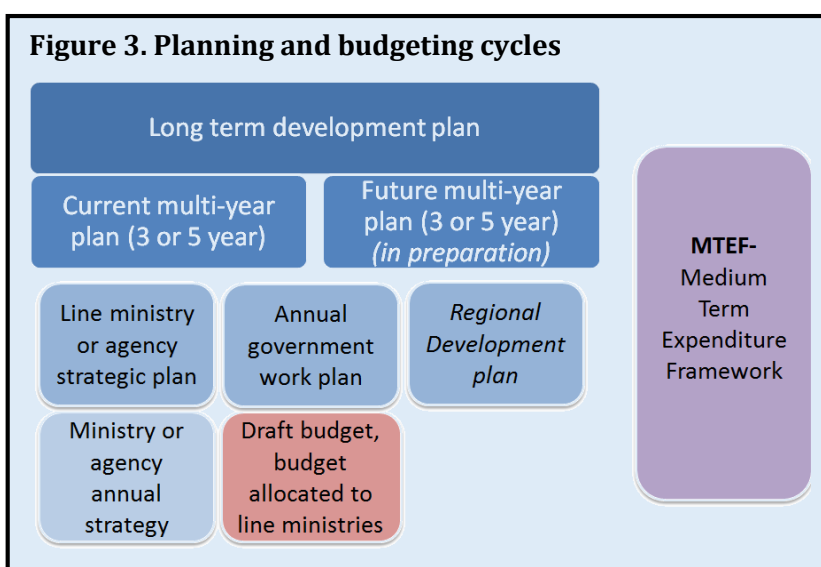 Figure 3. Planning and budgeting cycles
Long term development plan
Current multi-year
plan (3 or 5 year)
Future multi-year
plan (3 or 5 year)
(in preparation)
Line ministry
or agency
strategic plan
Annual
government
work plan
Regional
Development
plan
Ministry or
agency
annual
strategy
Draft budget,
budget
allocated to
line ministries
MTEF-
Medium
Term
Expenditure
Framework